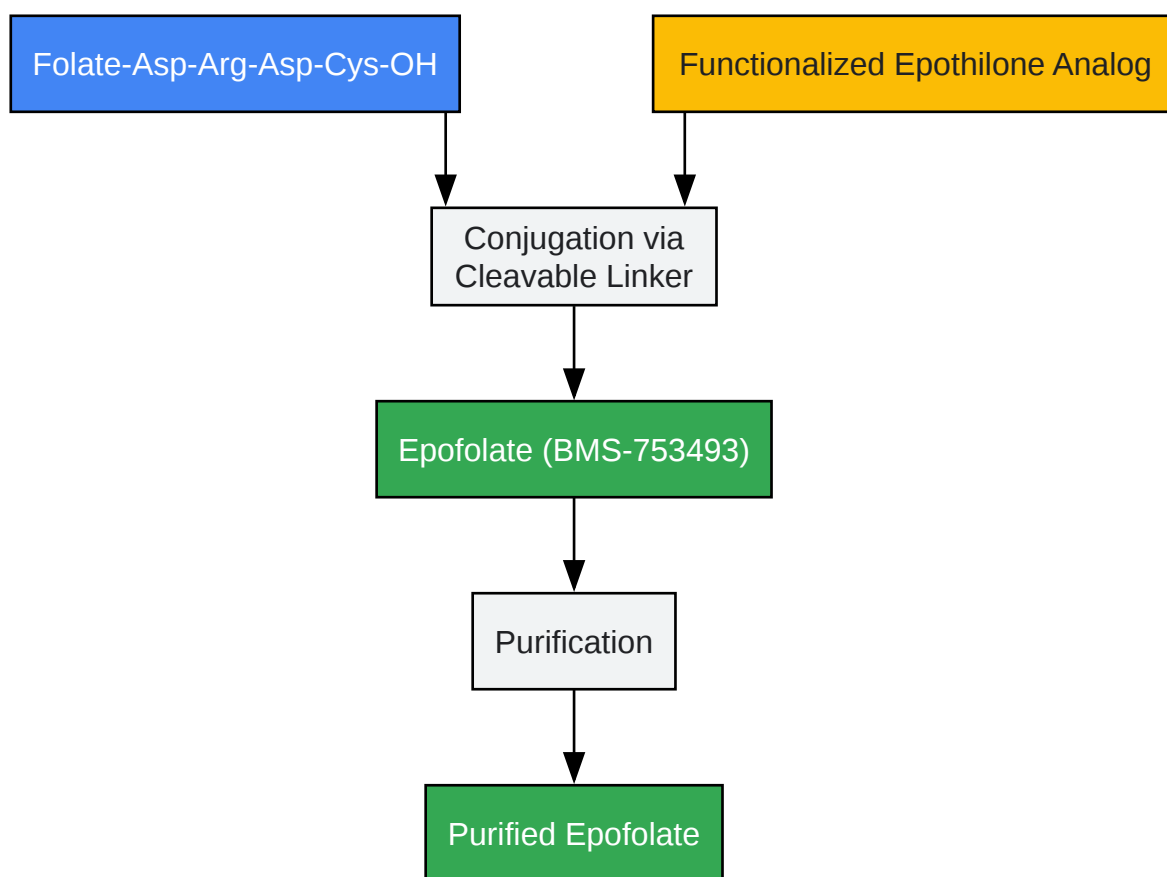 Folate-Asp-Arg-Asp-Cys-OH
Functionalized Epothilone Analog
Conjugation via
Cleavable Linker
Epofolate (BMS-753493)
Purification
Purified Epofolate